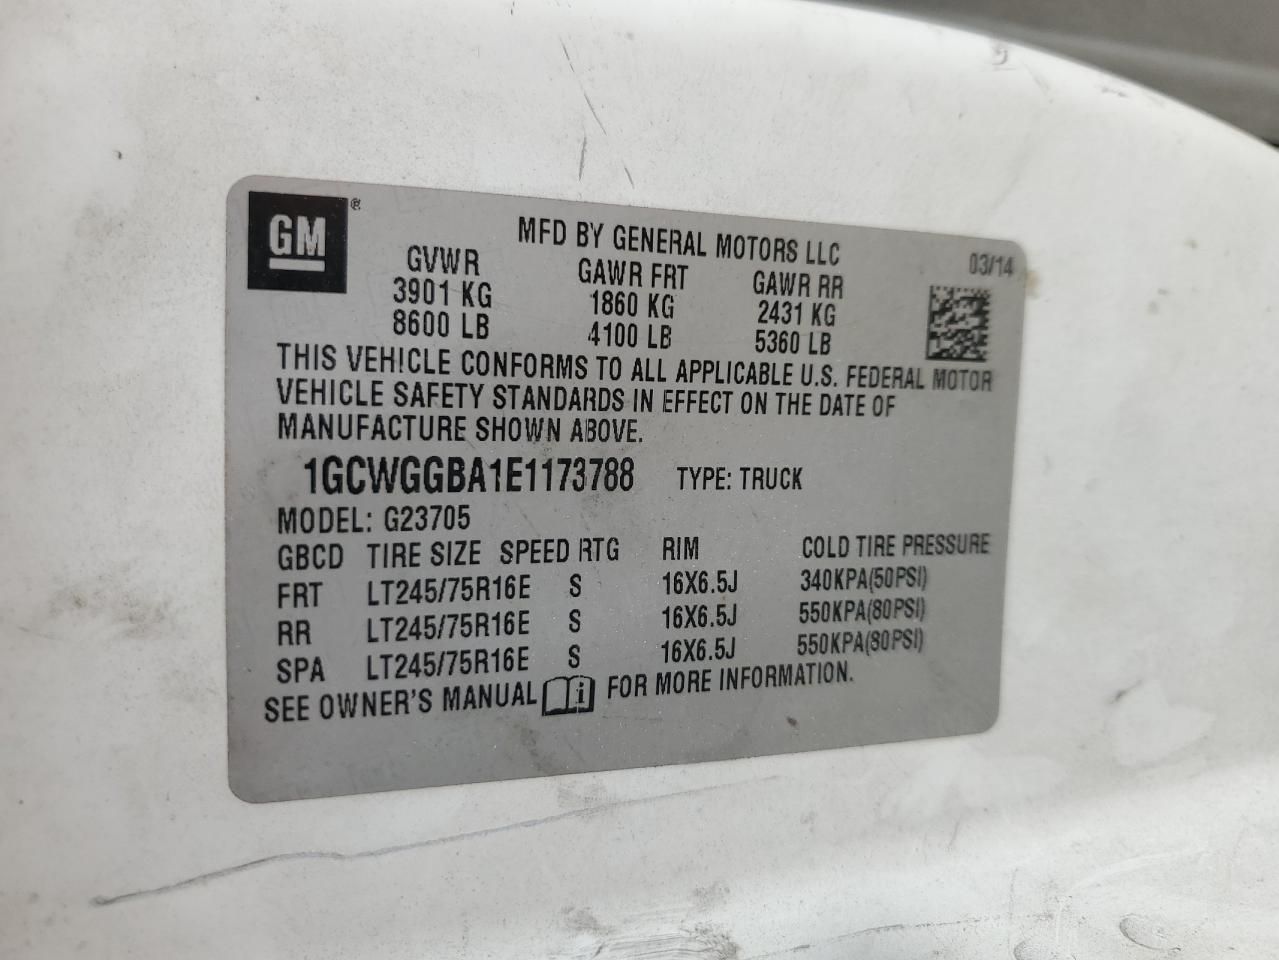 GM ®
MFD BY GENERAL MOTORS LLC
03/14
GVWR GAWR FRT GAWR RR
3901 KG 1860 KG 2431 KG
8600 LB 4100 LB 5360 LB
THIS VEHICLE CONFORMS TO ALL APPLICABLE U.S. FEDERAL MOTOR
VEHICLE SAFETY STANDARDS IN EFFECT ON THE DATE OF
MANUFACTURE SHOWN ABOVE.
1GCWGGBA1E1173788 TYPE: TRUCK
MODEL: G23705
GBCD TIRE SIZE SPEED RTG RIM COLD TIRE PRESSURE
FRT LT245/75R16E S 16X6.5J 340KPA(50PSI)
RR LT245/75R16E S 16X6.5J 550KPA(80PSI)
SPA LT245/75R16E S 16X6.5J 550KPA(80PSI)
SEE OWNER'S MANUAL i FOR MORE INFORMATION.